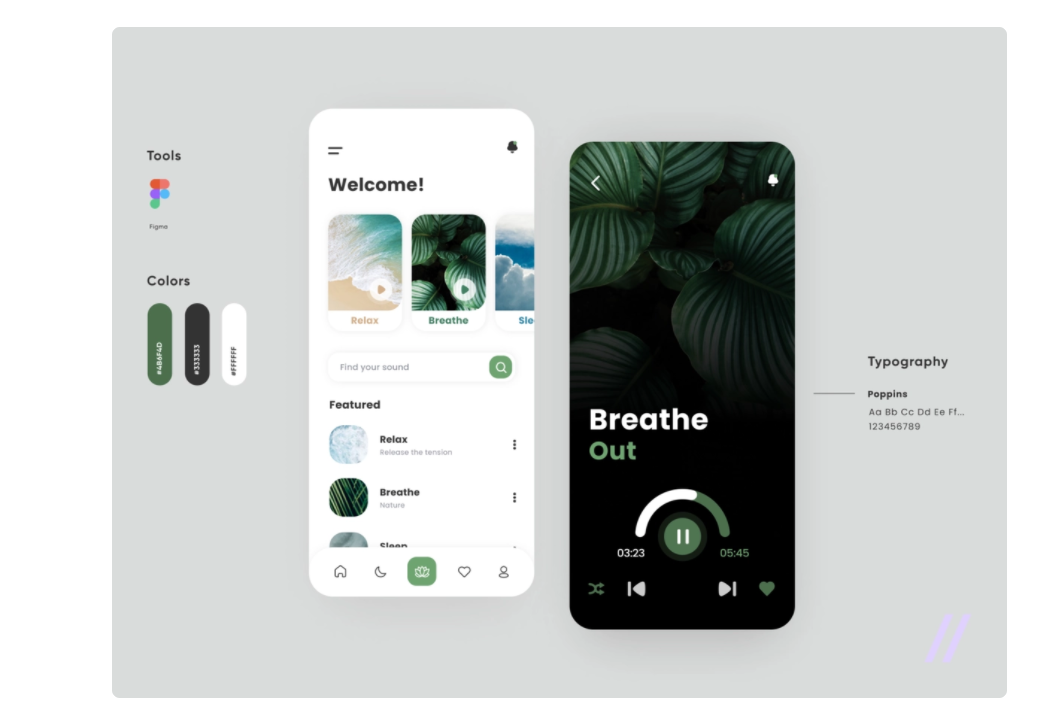 Tools
Figma
Colors
#4B6F4D
#333333
#FFFFFF
Welcome!
Relax
Breathe
Slee
Find your sound
Featured
Relax
Release the tension
Breathe
Nature
Sleep
Breathe
Out
03:23
05:45
Typography
Poppins
Aa Bb Cc Dd Ee Ff...
123456789